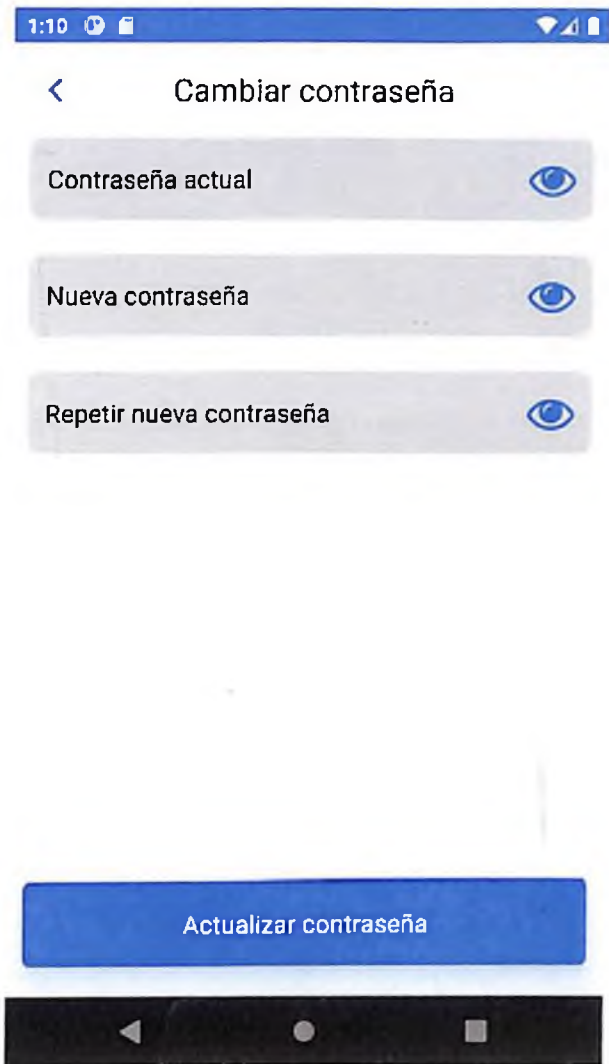 1:10
Cambiar contraseña
Contraseña actual
Nueva contraseña
Repetir nueva contraseña
Actualizar contraseña